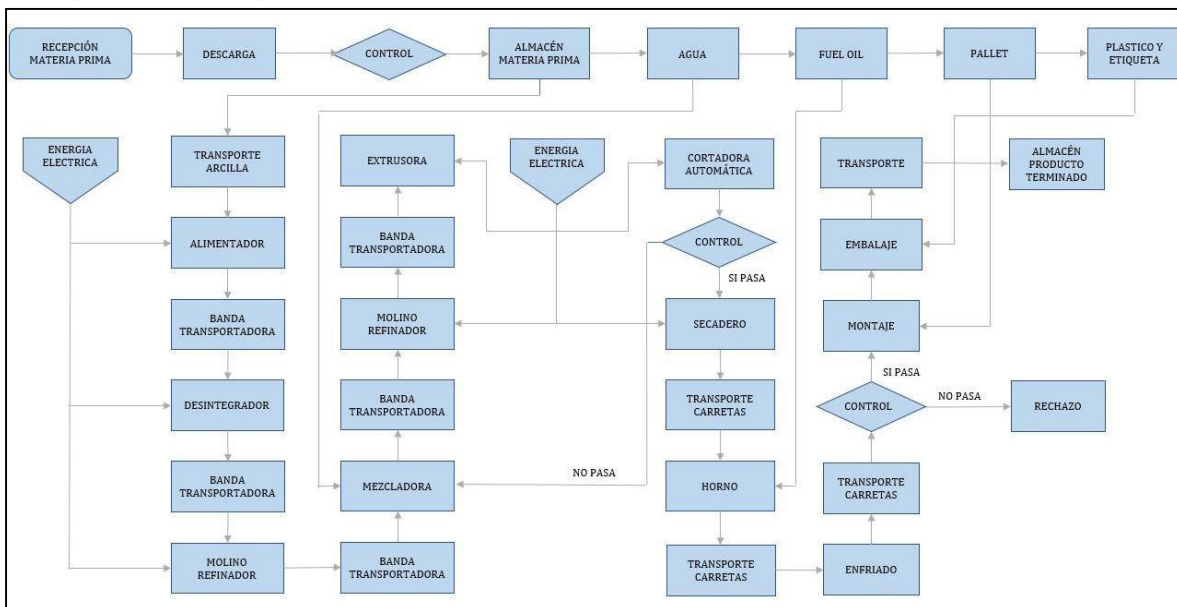 RECEPCIÓN
MATERIA PRIMA
DESCARGA
CONTROL
ALMACÉN
MATERIA PRIMA
AGUA
FUEL OIL
PALLET
PLASTICO Y
ETIQUETA
ENERGIA
ELECTRICA
TRANSPORTE
ARCILLA
EXTRUSORA
ENERGIA
ELECTRICA
CORTADORA
AUTOMÁTICA
TRANSPORTE
ALMACÉN
PRODUCTO
TERMINADO
ALIMENTADOR
BANDA
TRANSPORTADORA
CONTROL
EMBALAJE
SI PASA
BANDA
TRANSPORTADORA
MOLINO
REFINADOR
SECADERO
MONTAJE
SI PASA
DESINTEGRADOR
BANDA
TRANSPORTADORA
TRANSPORTE
CARRETAS
CONTROL
NO PASA
RECHAZO
BANDA
TRANSPORTADORA
MEZCLADORA
NO PASA
HORNO
TRANSPORTE
CARRETAS
MOLINO
REFINADOR
BANDA
TRANSPORTADORA
TRANSPORTE
CARRETAS
ENFRIADO